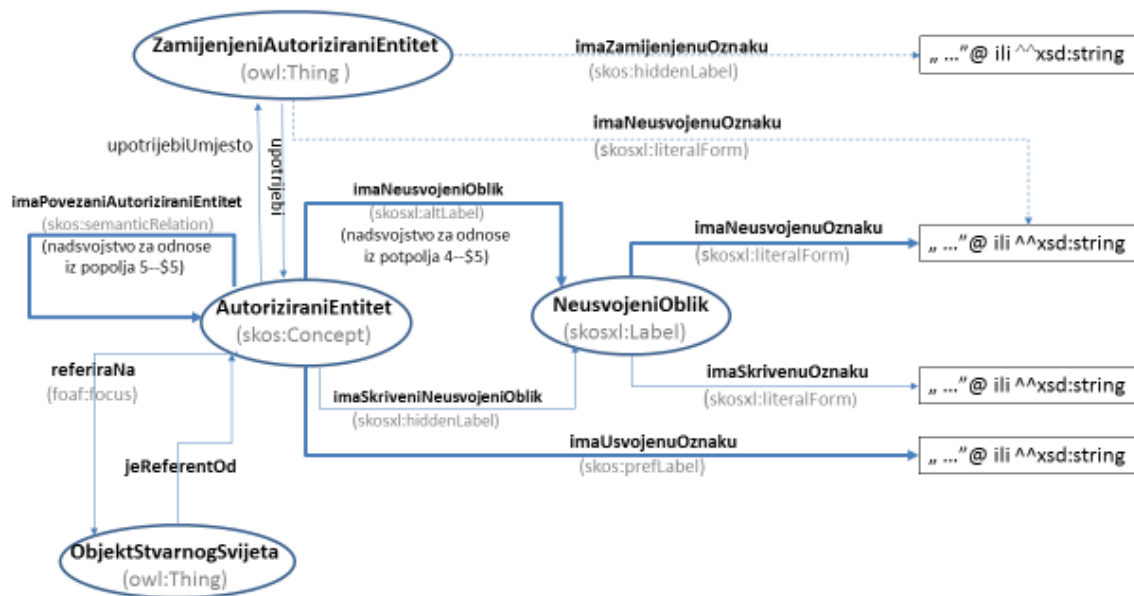 ZamijenjeniAutoriziraniEntitet
(owl:Thing )
imaZamijenjenuOznaku
(skos:hiddenLabel)
„ ...”@ ili ^^xsd:string
imaNeusvojenuOznaku
(skosxl:literalForm)
upotrijebiUmjesto
upotrijebi
imaPovezaniAutoriziraniEntitet
(skos:semanticRelation)
(nadsvojstvo za odnose
iz popolja 5--$5)
imaNeusvojeniOblik
(skosxl:altLabel)
(nadsvojstvo za odnose
iz potpolja 4--$5)
imaNeusvojenuOznaku
(skosxl:literalForm)
„ ...”@ ili ^^xsd:string
AutoriziraniEntitet
(skos:Concept)
NeusvojeniOblik
(skosxl:Label)
referiraNa
(foaf:focus)
imaSkriveniNeusvojeniOblik
(skosxl:hiddenLabel)
imaSkrivenuOznaku
(skosxl:literalForm)
„ ...”@ ili ^^xsd:string
imaUsvojenuOznaku
(skos:prefLabel)
„ ...”@ ili ^^xsd:string
jeReferentOd
ObjektStvarnogSvijeta
(owl:Thing)